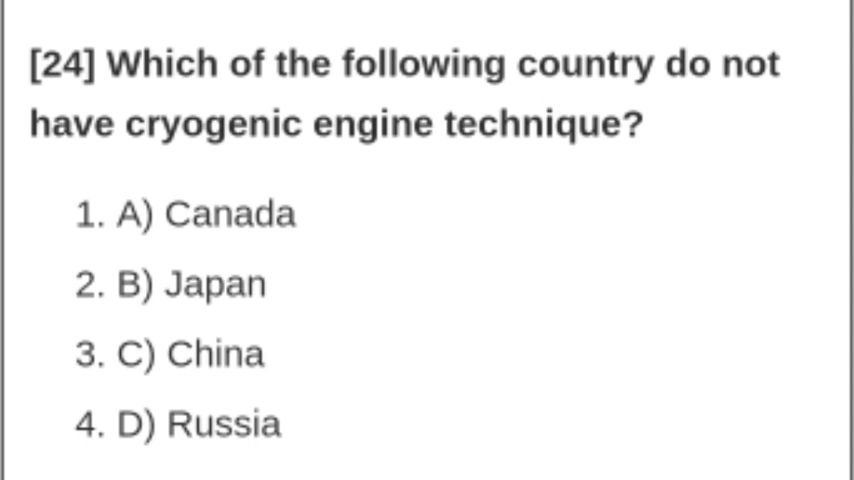 [24] Which of the following country do not
have cryogenic engine technique?
1. A) Canada
2. B) Japan
3. C) China
4. D) Russia